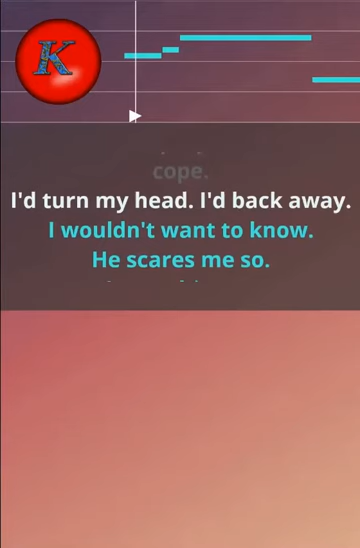 K
cope.
I'd turn my head. I'd back away.
I wouldn't want to know.
He scares me so.